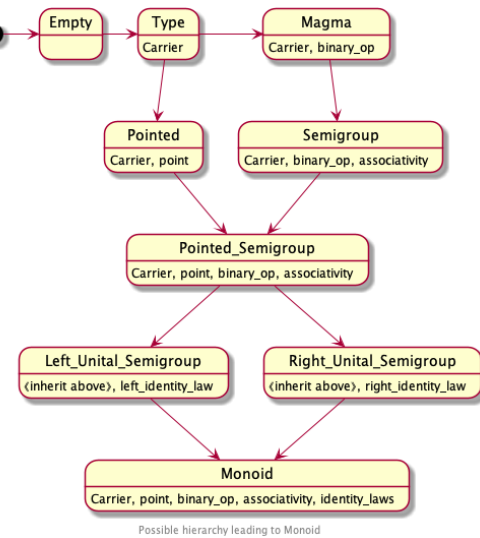 Empty
Type
Carrier
Magma
Carrier, binary_op
Pointed
Carrier, point
Semigroup
Carrier, binary_op, associativity
Pointed_Semigroup
Carrier, point, binary_op, associativity
Left_Unital_Semigroup
⟪inherit above⟫, left_identity_law
Right_Unital_Semigroup
⟪inherit above⟫, right_identity_law
Monoid
Carrier, point, binary_op, associativity, identity_laws
Possible hierarchy leading to Monoid